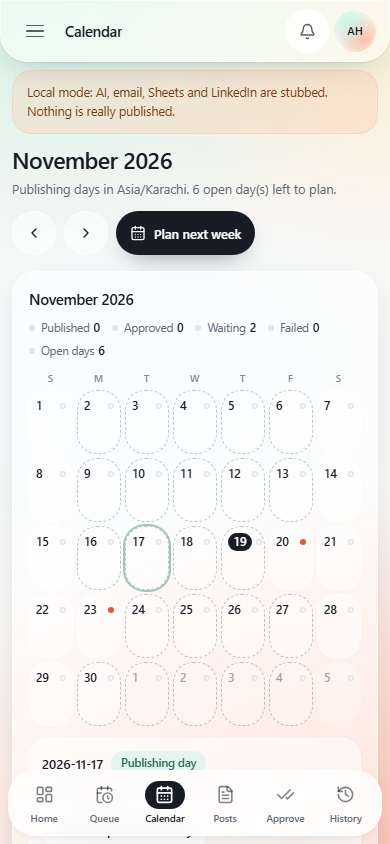 Calendar
AH
Local mode: AI, email, Sheets and LinkedIn are stubbed.
Nothing is really published.
November 2026
Publishing days in Asia/Karachi. 6 open day(s) left to plan.
Plan next week
November 2026
Published 0 Approved 0 Waiting 2 Failed 0
Open days 6
S M T W T F S
1 2 3 4 5 6 7
8 9 10 11 12 13 14
15 16 17 18 19 20 21
22 23 24 25 26 27 28
29 30 1 2 3 4 5
2026-11-17 Publishing day
Home Queue Calendar Posts Approve History